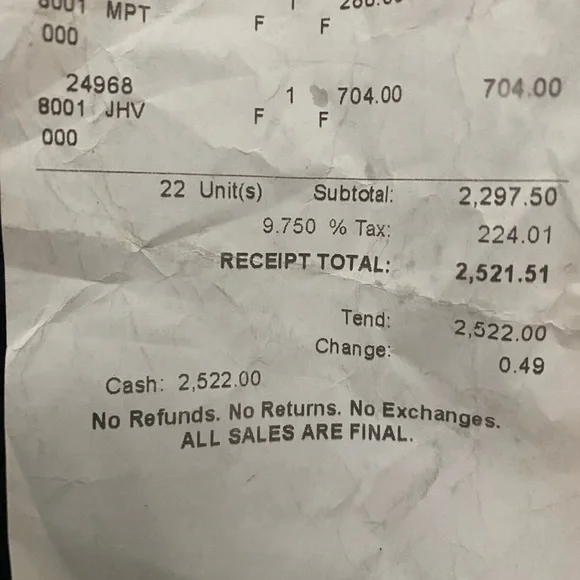 8001 MPT 1
F F
000
24968
8001 JHV 1 704.00 704.00
F F
000
22 Unit(s) Subtotal: 2,297.50
9.750 % Tax: 224.01
RECEIPT TOTAL: 2,521.51
Tend: 2,522.00
Change: 0.49
Cash: 2,522.00
No Refunds. No Returns. No Exchanges.
ALL SALES ARE FINAL.